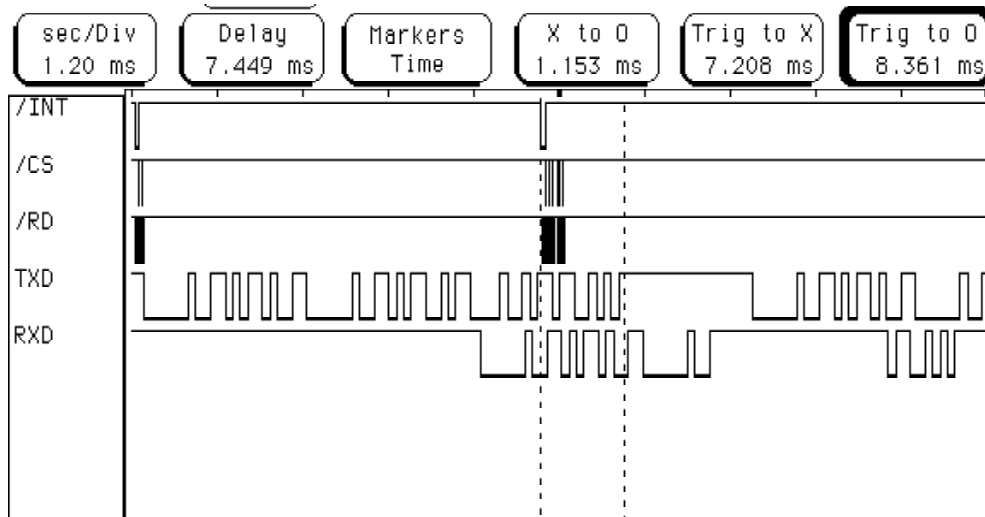 sec/Div
1.20 ms
Delay
7.449 ms
Markers
Time
X to O
1.153 ms
Trig to X
7.208 ms
Trig to O
8.361 ms
/INT
/CS
/RD
TXD
RXD